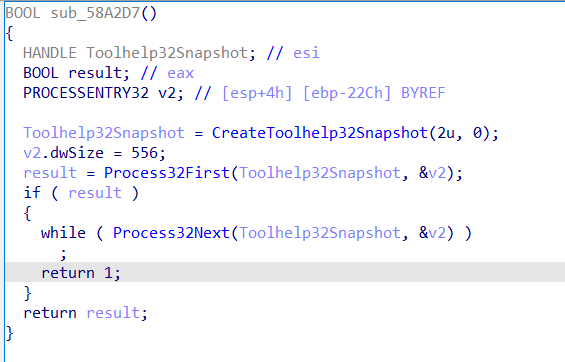 BOOL sub_58A2D7()
{
  HANDLE Toolhelp32Snapshot; // esi
  BOOL result; // eax
  PROCESSENTRY32 v2; // [esp+4h] [ebp-22Ch] BYREF

  Toolhelp32Snapshot = CreateToolhelp32Snapshot(2u, 0);
  v2.dwSize = 556;
  result = Process32First(Toolhelp32Snapshot, &v2);
  if ( result )
  {
    while ( Process32Next(Toolhelp32Snapshot, &v2) )
      ;
    return 1;
  }
  return result;
}